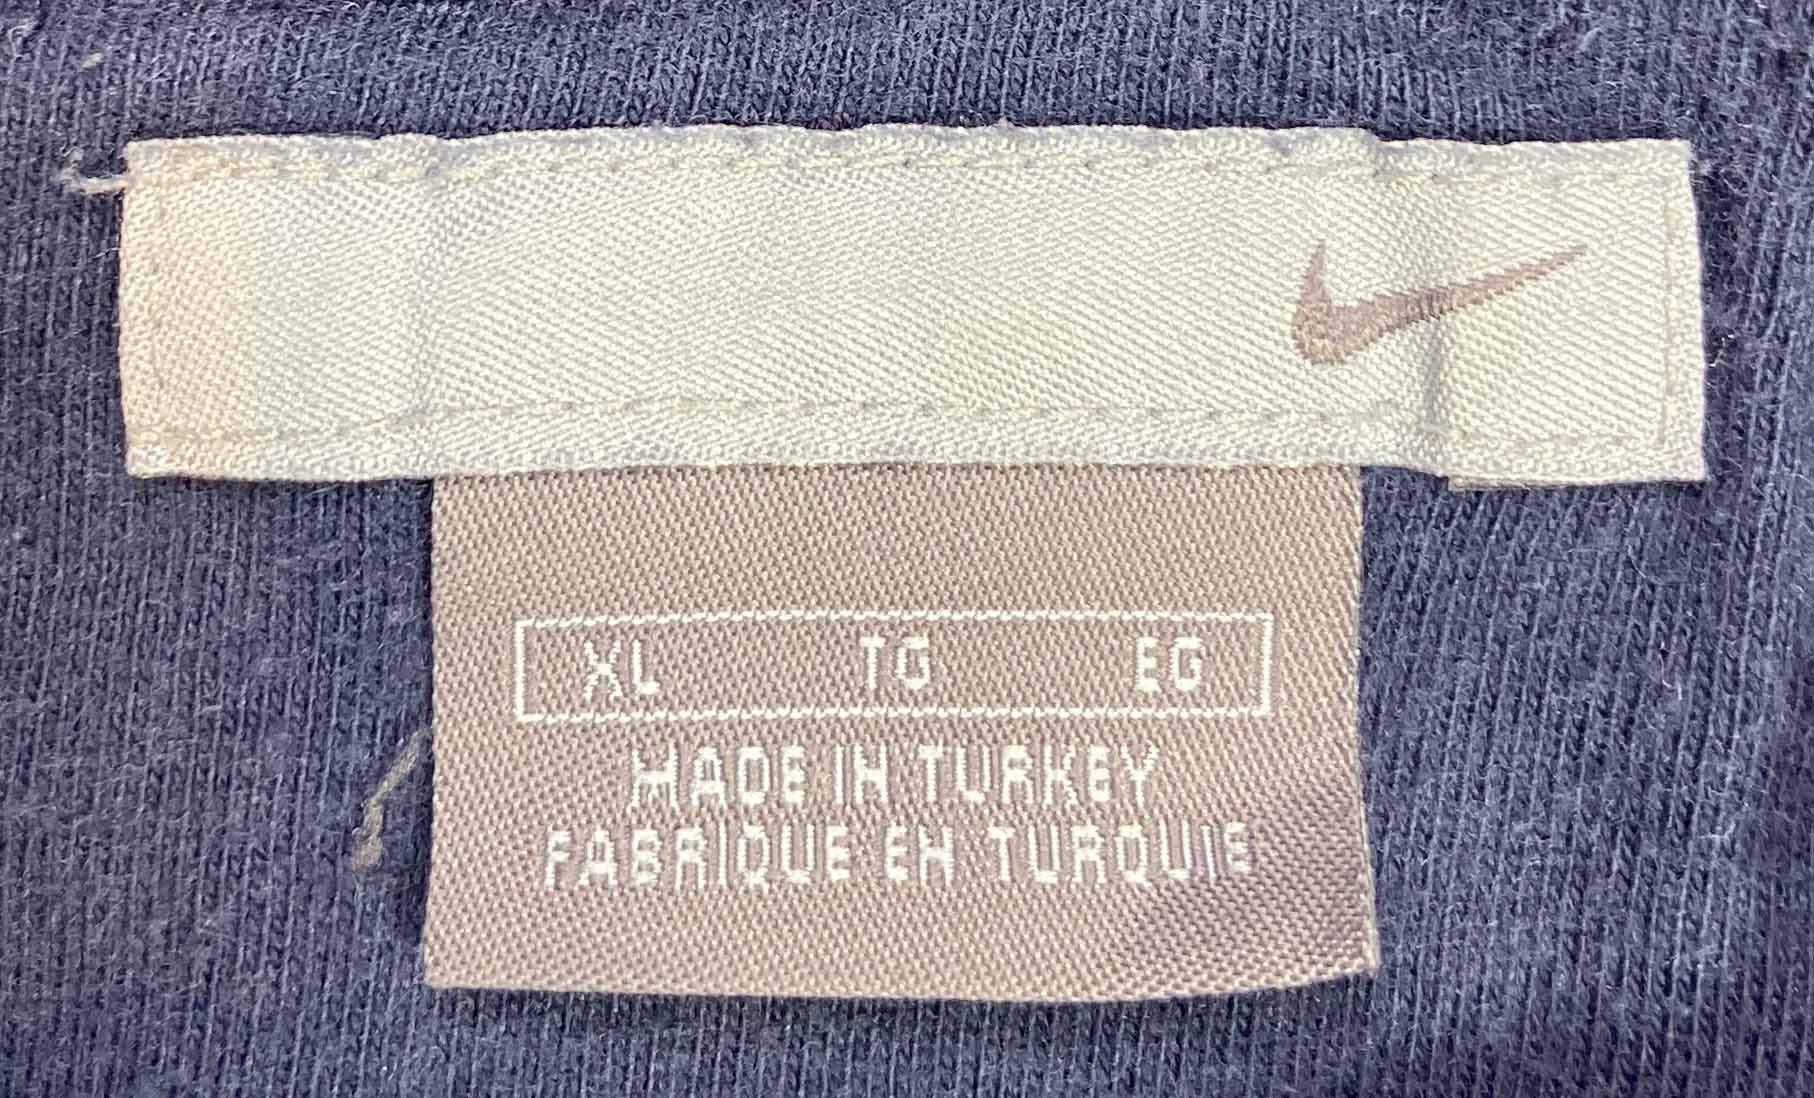 XL TG EG
MADE IN TURKEY
FABRIQUE EN TURQUIE